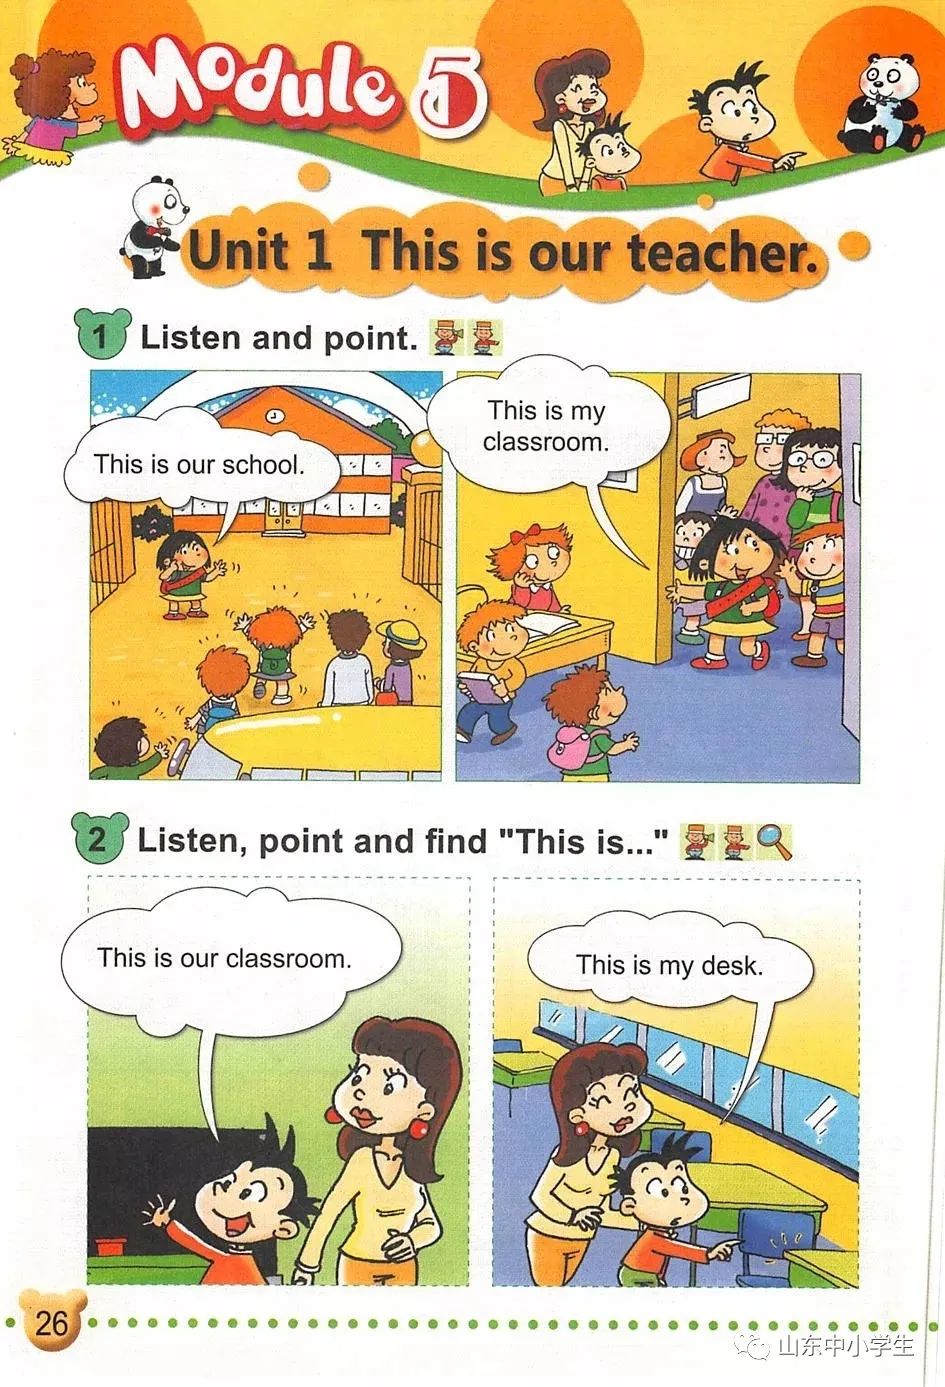 Module 5
Unit 1 This is our teacher.
1 Listen and point.
This is our school.
This is my
classroom.
2 Listen, point and find "This is..."
This is our classroom.
This is my desk.
26
山东中小学生